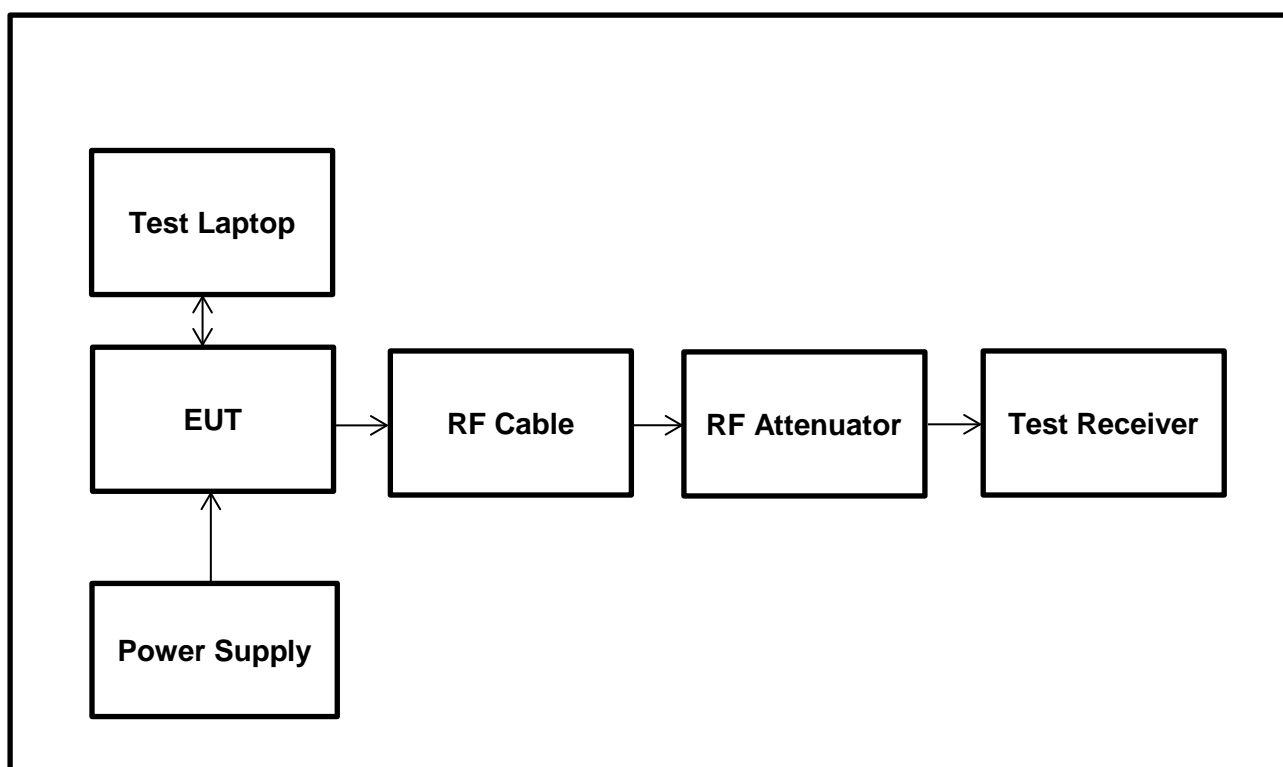 Test Laptop
EUT
RF Cable
RF Attenuator
Test Receiver
Power Supply